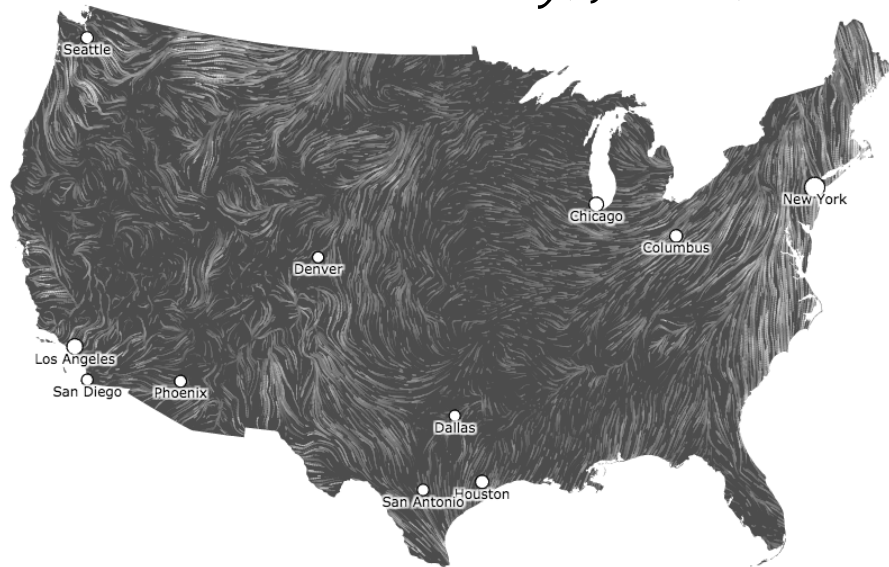 Seattle
New York
Chicago
Columbus
Denver
Los Angeles
San Diego
Phoenix
Dallas
San Antonio
Houston